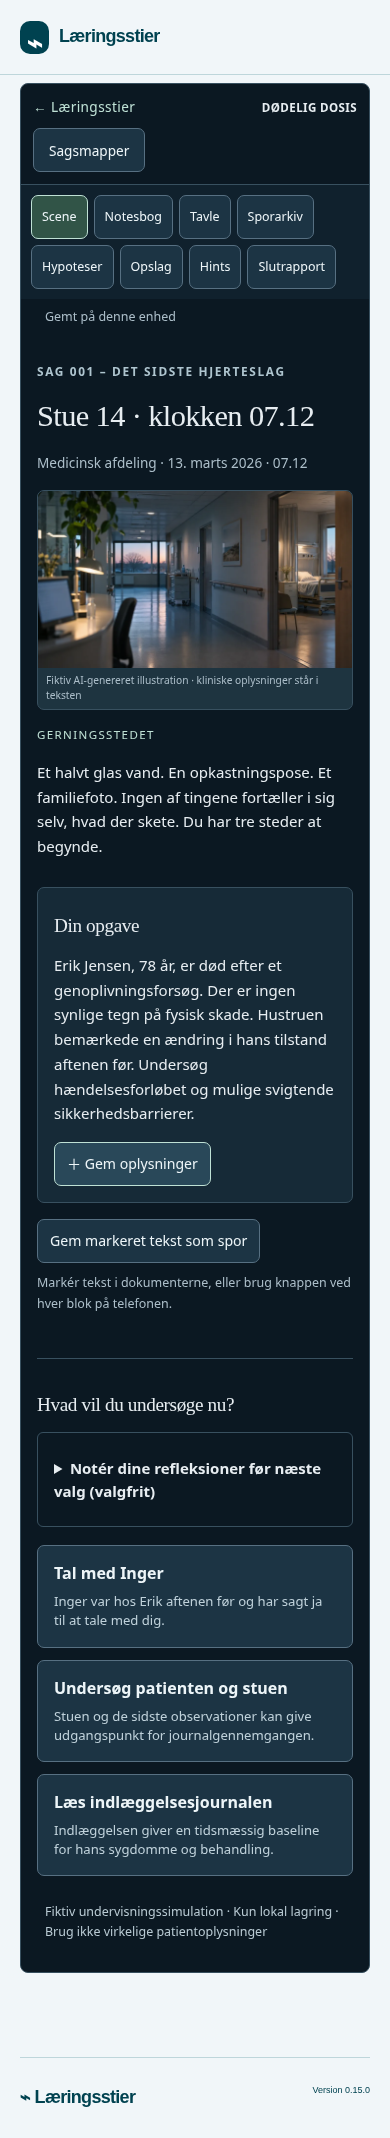 Læringsstier
← Læringsstier
DØDELIG DOSIS
Sagsmapper
Scene
Notesbog
Tavle
Sporarkiv
Hypoteser
Opslag
Hints
Slutrapport
Gemt på denne enhed
SAG 001 – DET SIDSTE HJERTESLAG
Stue 14 · klokken 07.12
Medicinsk afdeling · 13. marts 2026 · 07.12
Fiktiv AI-genereret illustration · kliniske oplysninger står i
teksten
GERNINGSSTEDET
Et halvt glas vand. En opkastningspose. Et
familiefoto. Ingen af tingene fortæller i sig
selv, hvad der skete. Du har tre steder at
begynde.
Din opgave
Erik Jensen, 78 år, er død efter et
genoplivningsforsøg. Der er ingen
synlige tegn på fysisk skade. Hustruen
bemærkede en ændring i hans tilstand
aftenen før. Undersøg
hændelsesforløbet og mulige svigtende
sikkerhedsbarrierer.
＋ Gem oplysninger
Gem markeret tekst som spor
Markér tekst i dokumenterne, eller brug knappen ved
hver blok på telefonen.
Hvad vil du undersøge nu?
▶ Notér dine refleksioner før næste
valg (valgfrit)
Tal med Inger
Inger var hos Erik aftenen før og har sagt ja
til at tale med dig.
Undersøg patienten og stuen
Stuen og de sidste observationer kan give
udgangspunkt for journalgennemgangen.
Læs indlæggelsesjournalen
Indlæggelsen giver en tidsmæssig baseline
for hans sygdomme og behandling.
Fiktiv undervisningssimulation · Kun lokal lagring ·
Brug ikke virkelige patientoplysninger
Læringsstier
Version 0.15.0